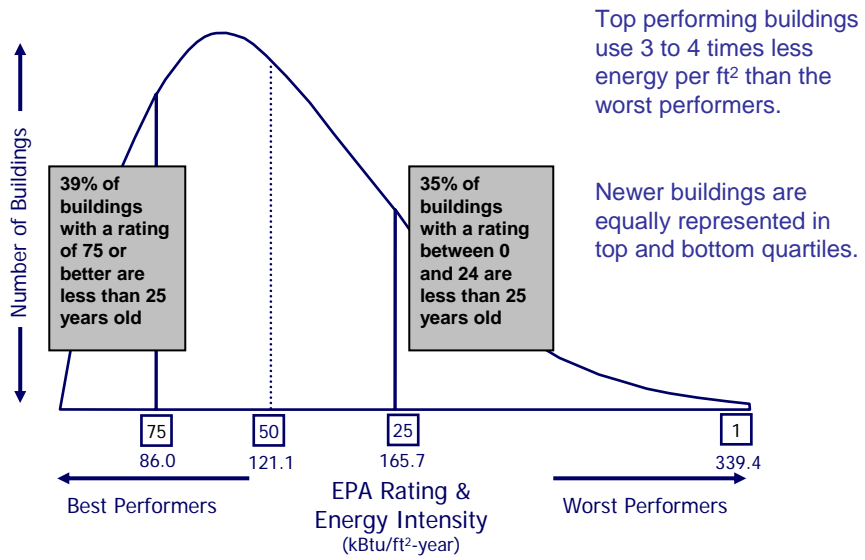 Top performing buildings
use 3 to 4 times less
energy per ft² than the
worst performers.
Newer buildings are
equally represented in
top and bottom quartiles.
Number of Buildings
39% of
buildings
with a rating
of 75 or
better are
less than 25
years old
35% of
buildings
with a rating
between 0
and 24 are
less than 25
years old
75 50 25 1
86.0 121.1 165.7 339.4
Best Performers
EPA Rating &
Energy Intensity
(kBtu/ft²-year)
Worst Performers